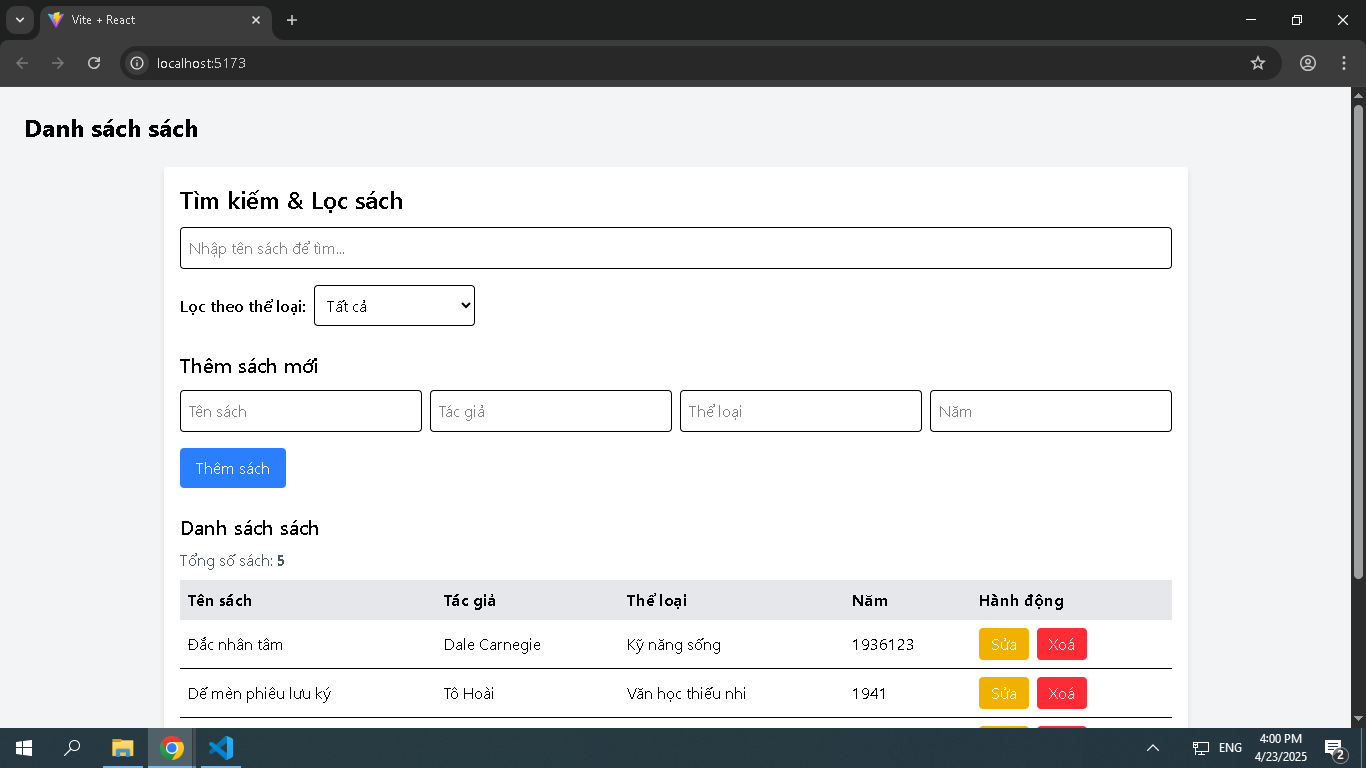 Vite + React
localhost:5173
Danh sách sách
Tìm kiếm & Lọc sách
Nhập tên sách để tìm...
Lọc theo thể loại: Tất cả
Thêm sách mới
Tên sách Tác giả Thể loại Năm
Thêm sách
Danh sách sách
Tổng số sách: 5
Tên sách Tác giả Thể loại Năm Hành động
Đắc nhân tâm Dale Carnegie Kỹ năng sống 1936123 Sửa Xoá
Dế mèn phiêu lưu ký Tô Hoài Văn học thiếu nhi 1941 Sửa Xoá
ENG 4:00 PM
4/23/2025 2